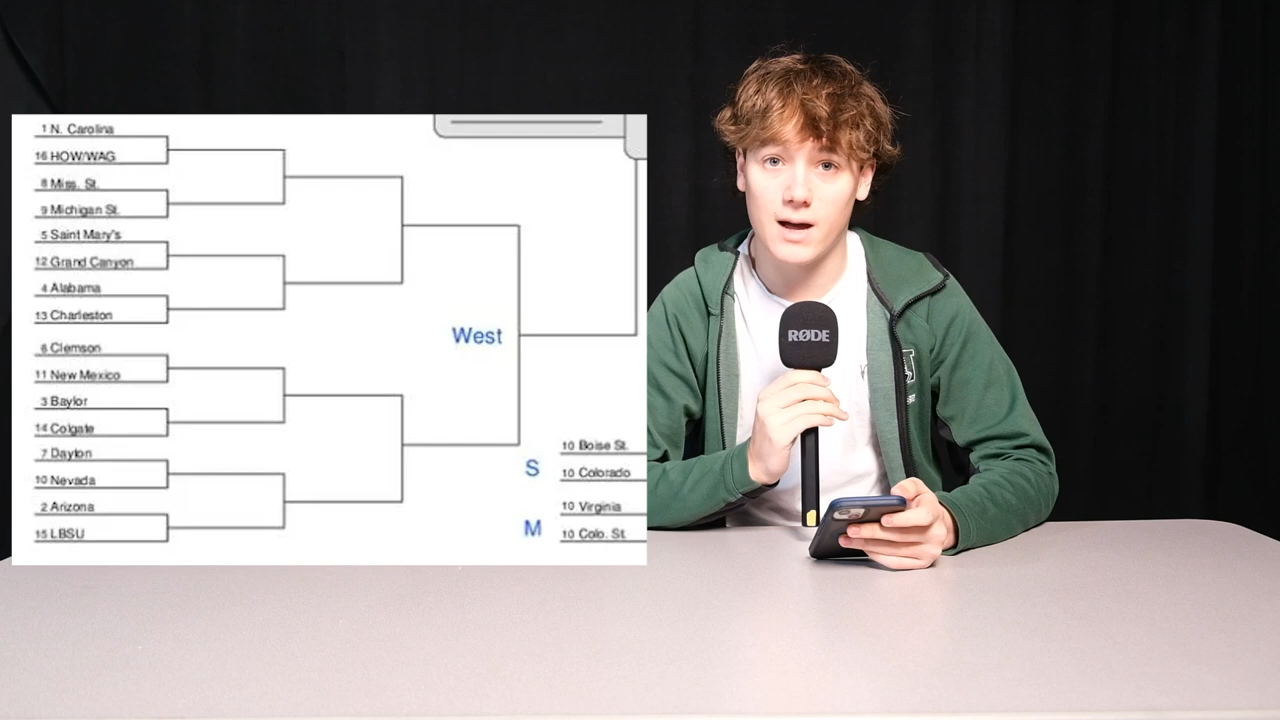 1 N. Carolina
16 HOW/WAG
8 Miss. St.
9 Michigan St.
5 Saint Mary's
12 Grand Canyon
4 Alabama
13 Charleston
6 Clemson
11 New Mexico
3 Baylor
14 Colgate
7 Dayton
10 Nevada
2 Arizona
15 LBSU
West
S
10 Boise St.
10 Colorado
M
10 Virginia
10 Colo. St.
RØDE